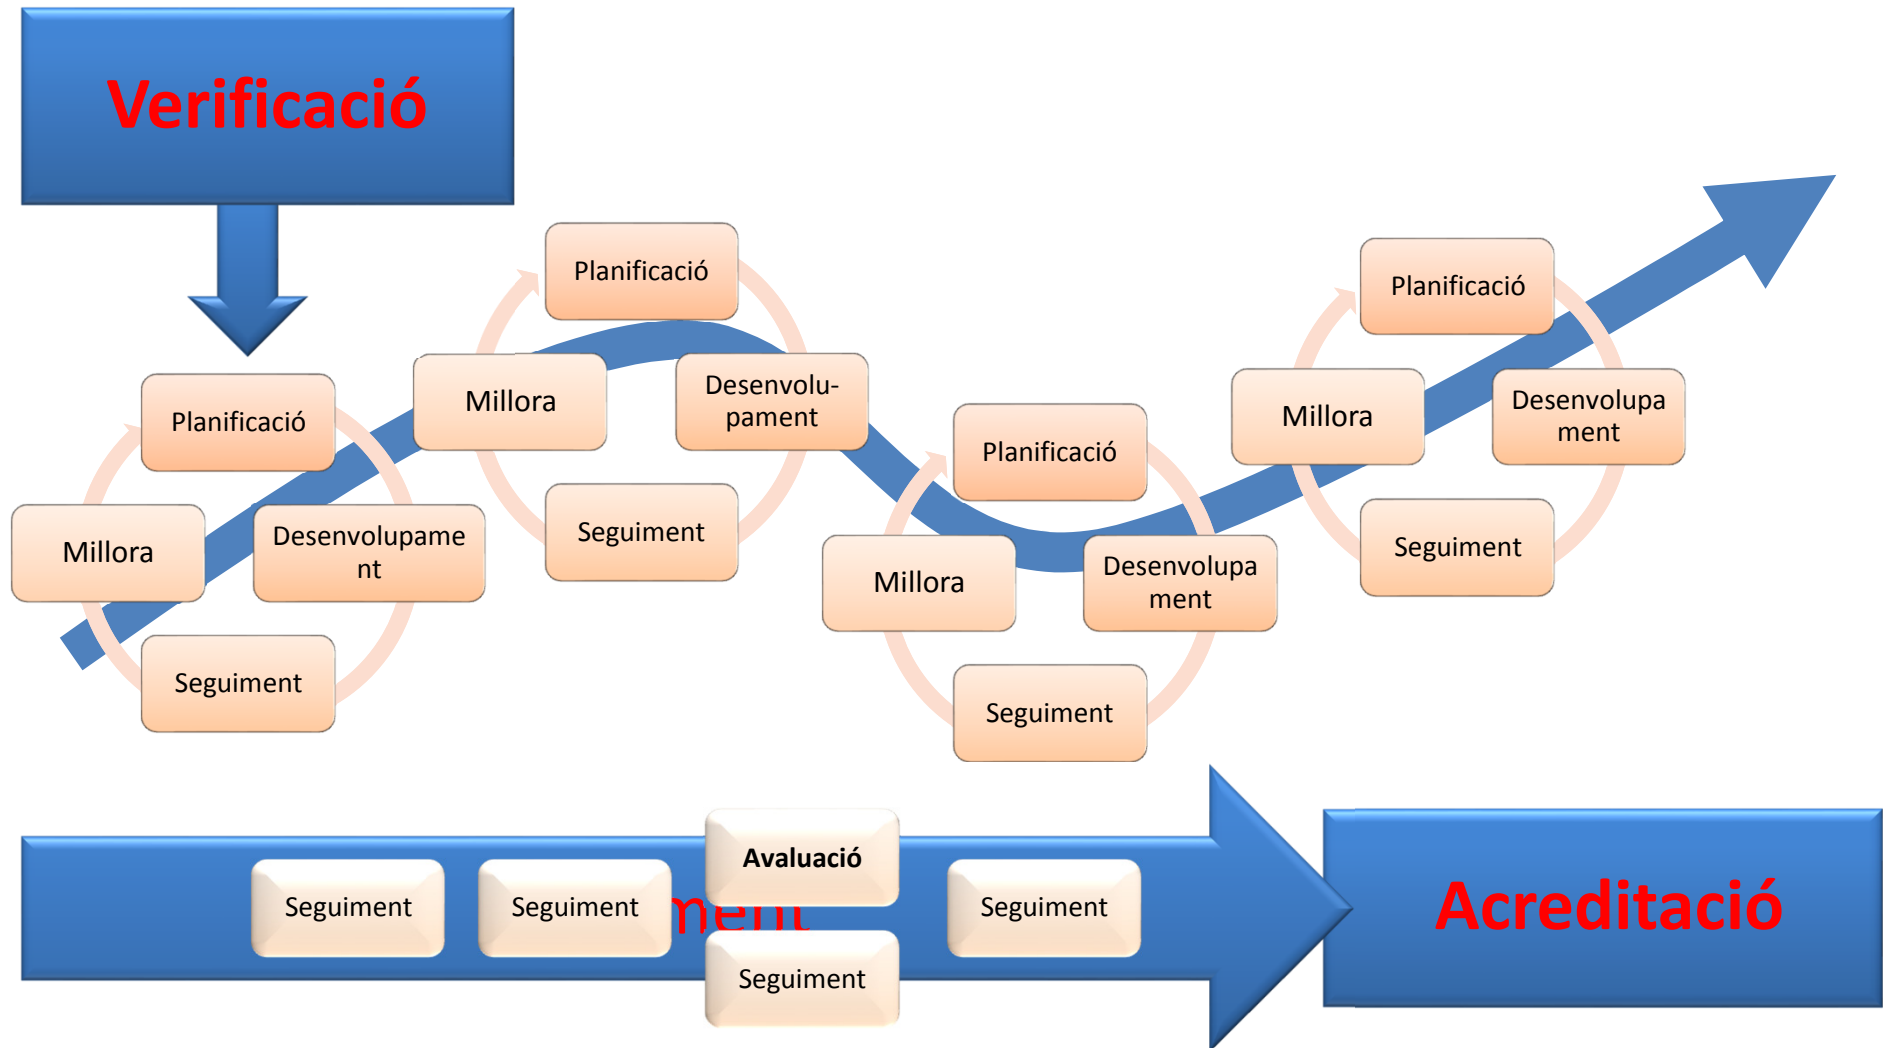 Verificació
Planificació
Desenvolupame
nt
Seguiment
Millora
Planificació
Desenvolu-
pament
Seguiment
Millora
Planificació
Desenvolupa
ment
Seguiment
Millora
Planificació
Desenvolupa
ment
Seguiment
Millora
Seguiment
Seguiment
ment
Avaluació
Seguiment
Seguiment
Acreditació